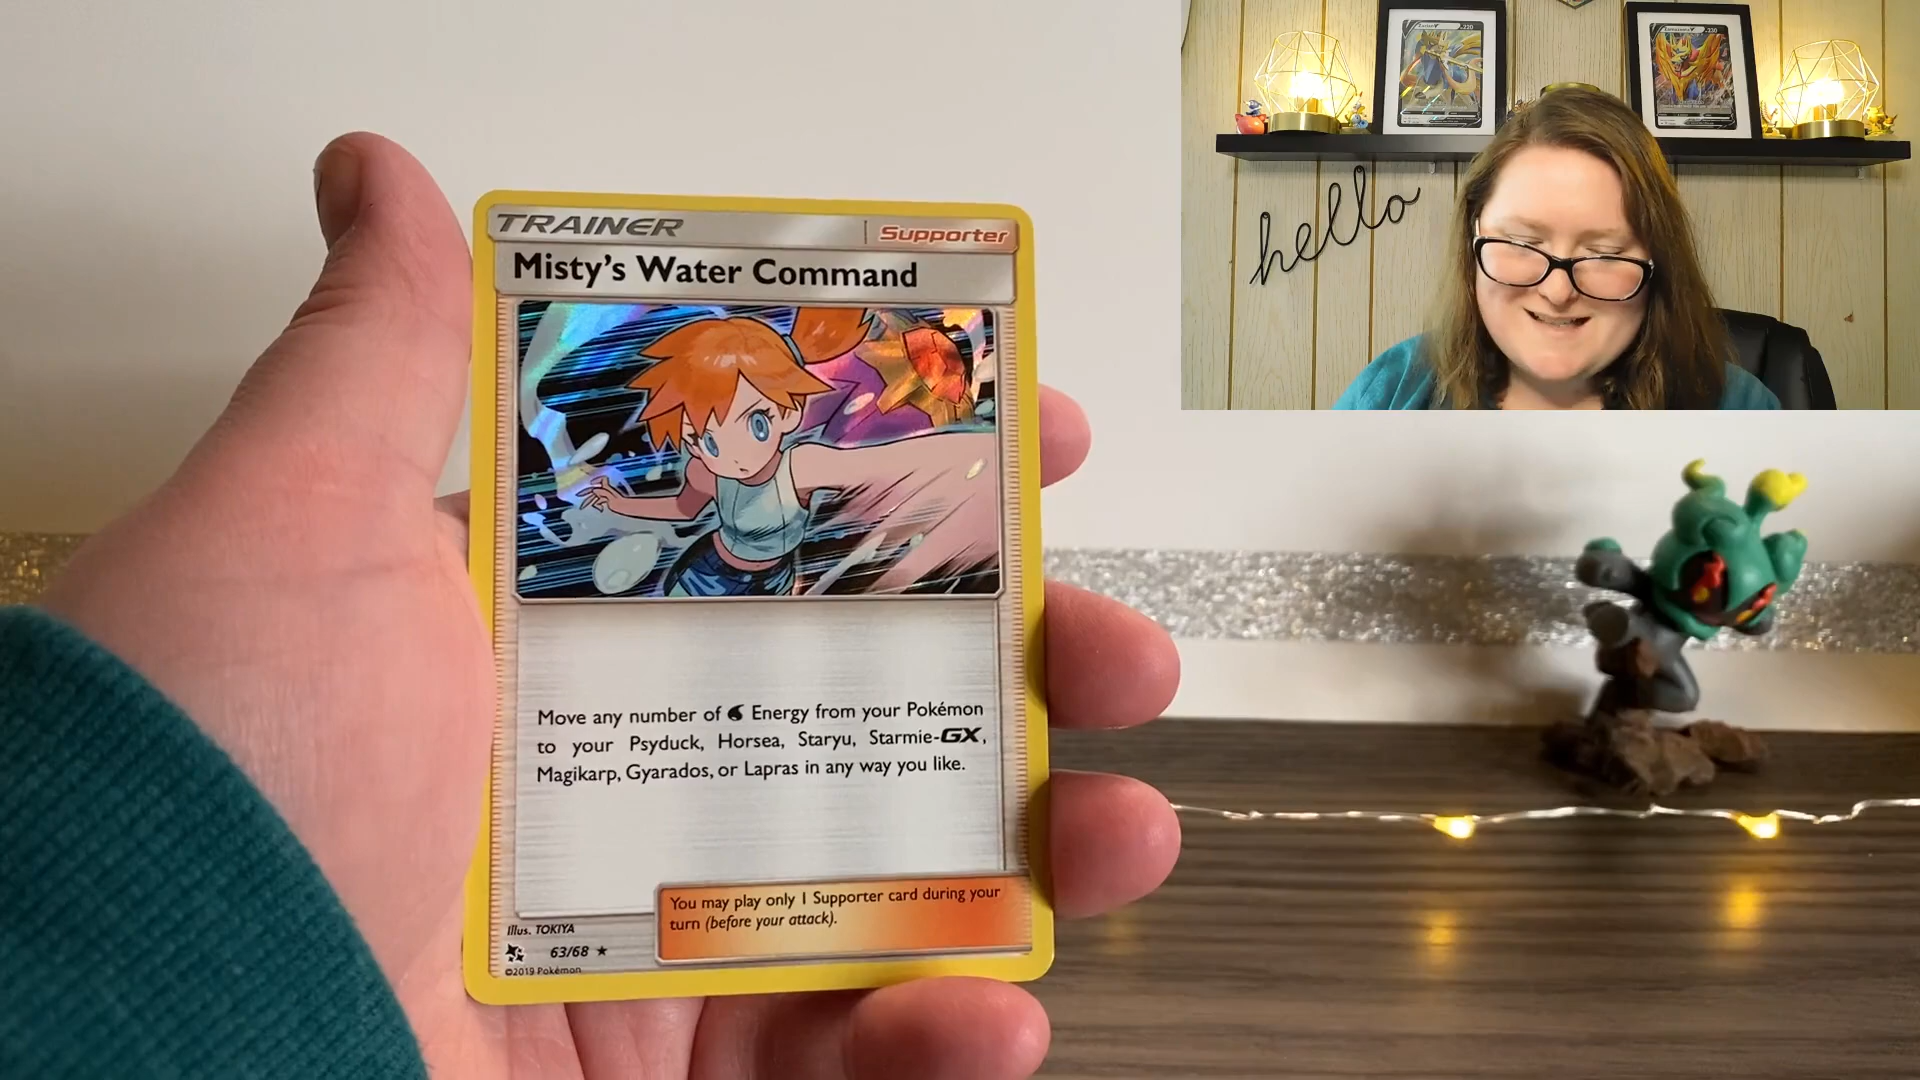 TRAINER
Supporter
Misty's Water Command
Move any number of Energy from your Pokémon
to your Psyduck, Horsea, Staryu, Starmie-GX,
Magikarp, Gyarados, or Lapras in any way you like.
You may play only 1 Supporter card during your
turn (before your attack).
Illus. TOKIYA
63/68 ★
©2019 Pokémon
hello
220
230